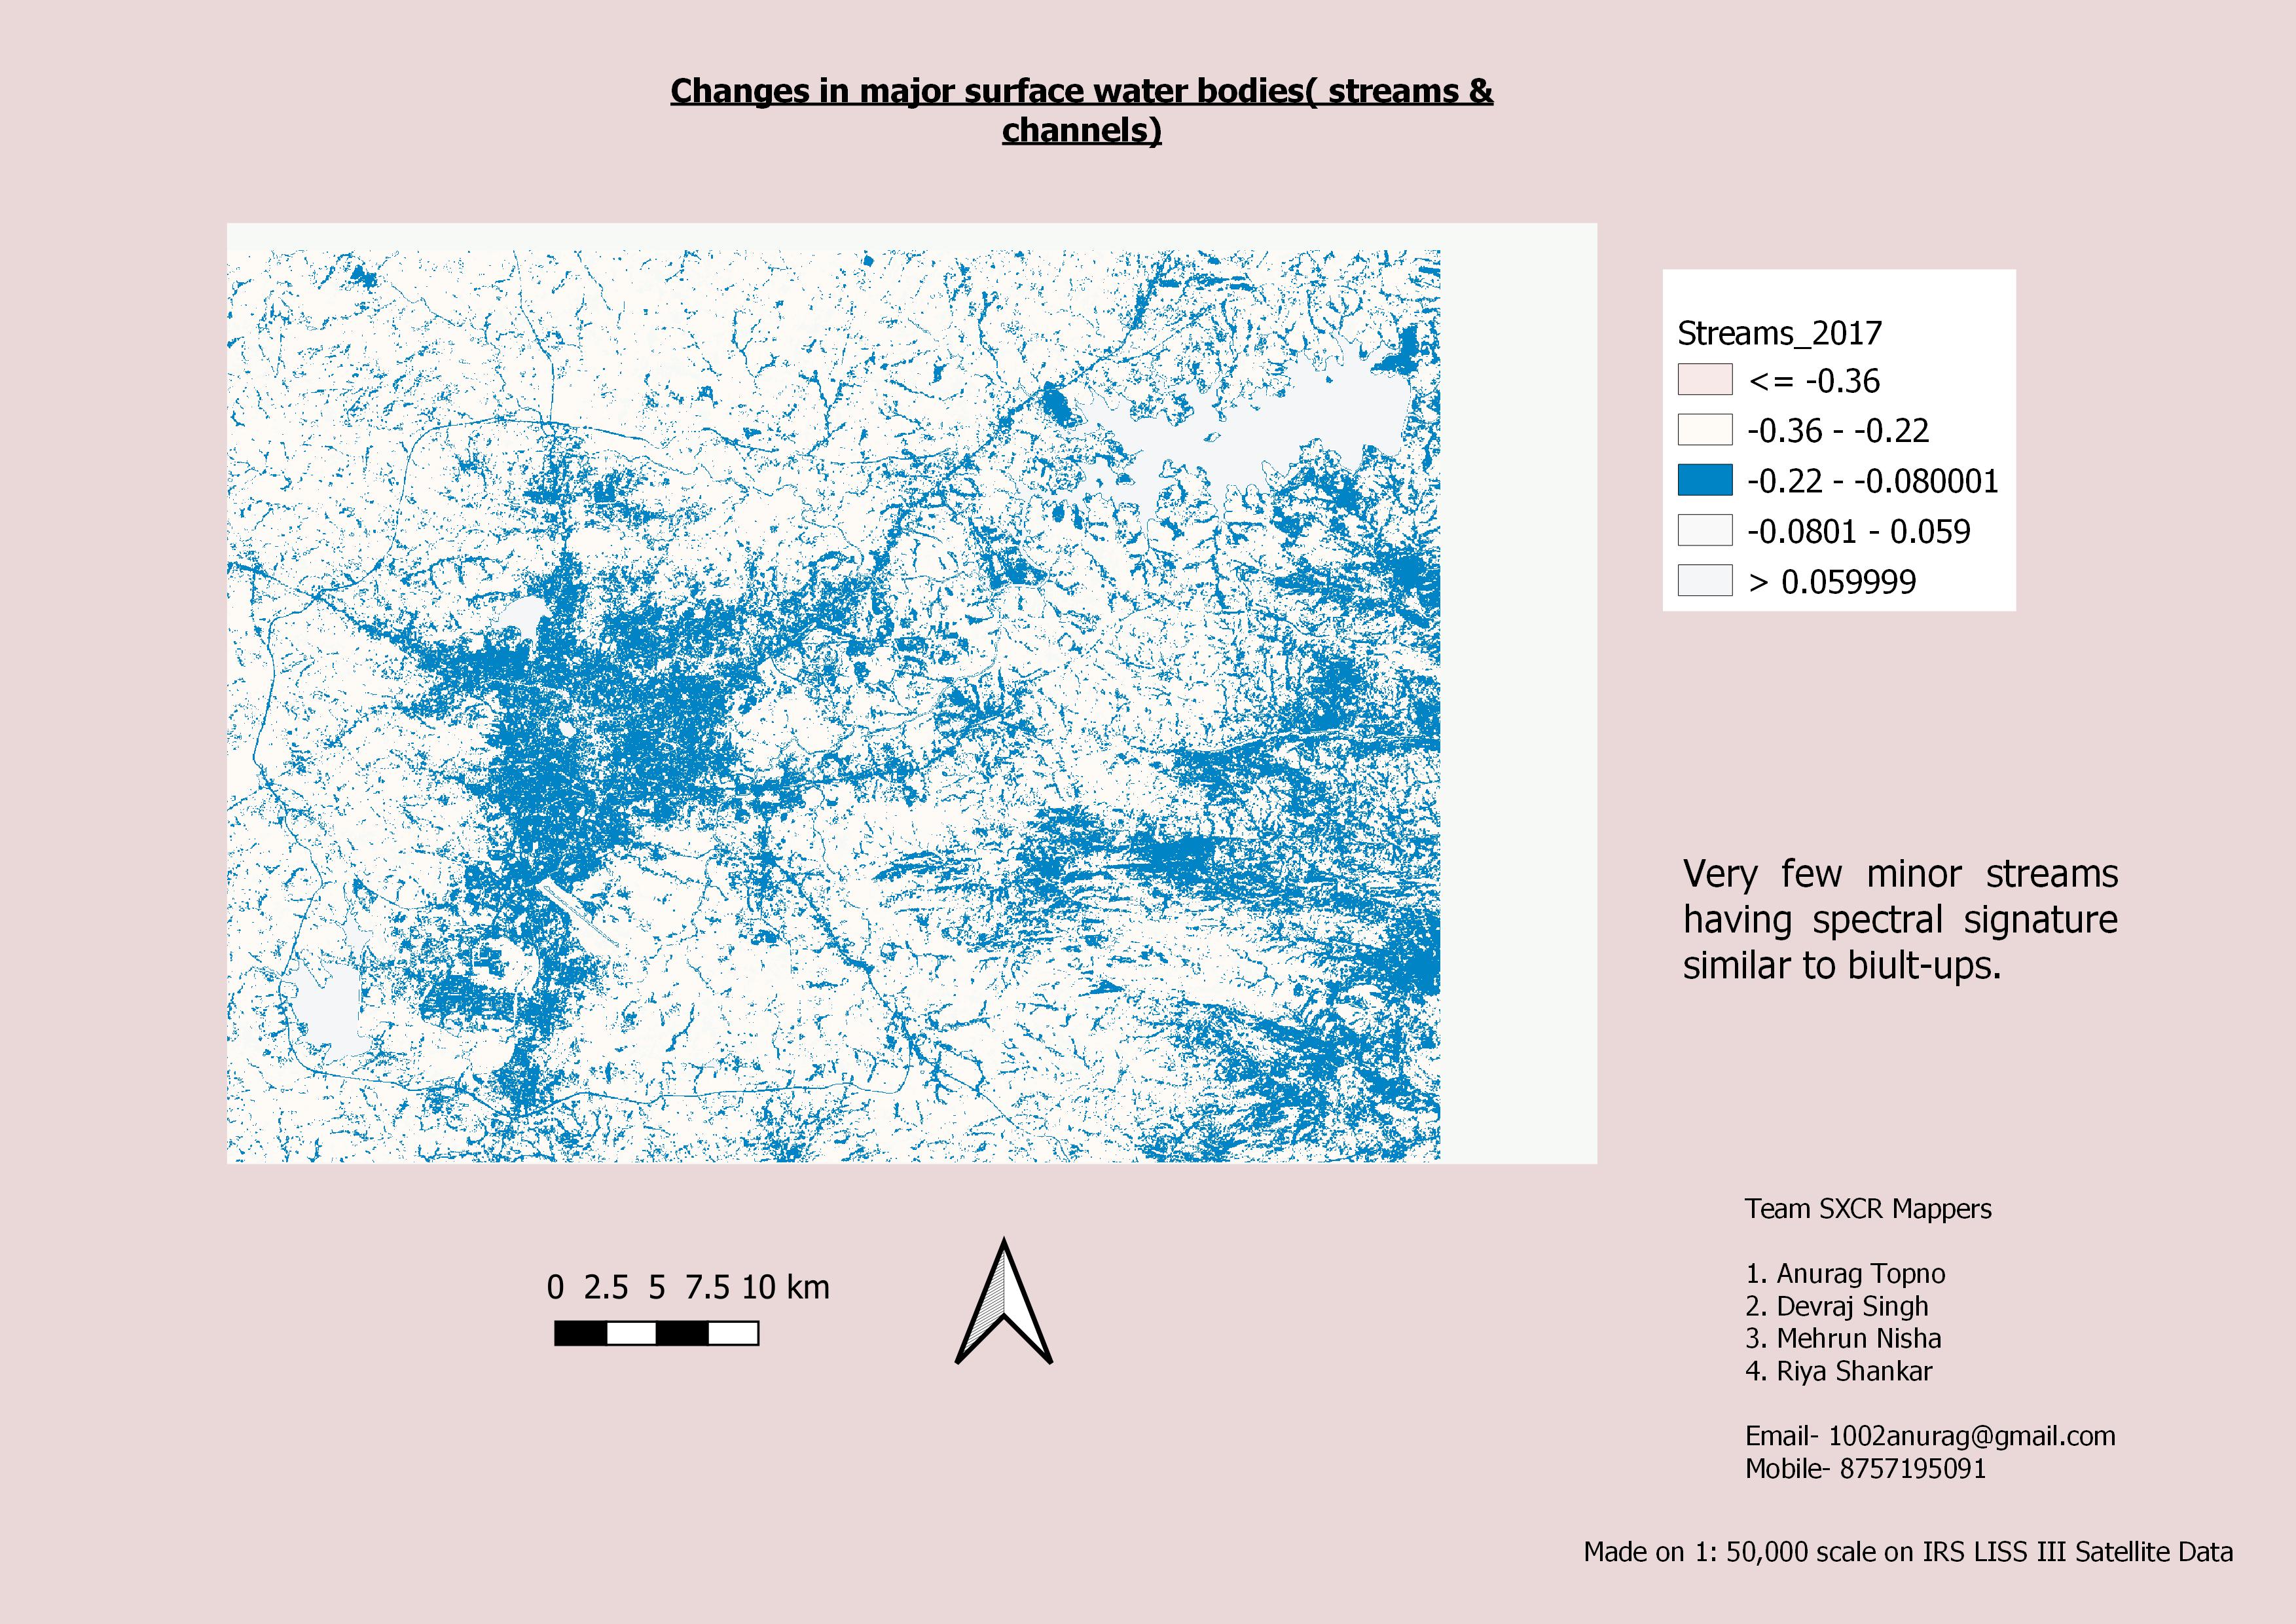 Changes in major surface water bodies( streams &
channels)
Streams_2017
<= -0.36
-0.36 - -0.22
-0.22 - -0.080001
-0.0801 - 0.059
> 0.059999
Very few minor streams
having spectral signature
similar to biult-ups.
0 2.5 5 7.5 10 km
Team SXCR Mappers
1. Anurag Topno
2. Devraj Singh
3. Mehrun Nisha
4. Riya Shankar
Email- 1002anurag@gmail.com
Mobile- 8757195091
Made on 1: 50,000 scale on IRS LISS III Satellite Data